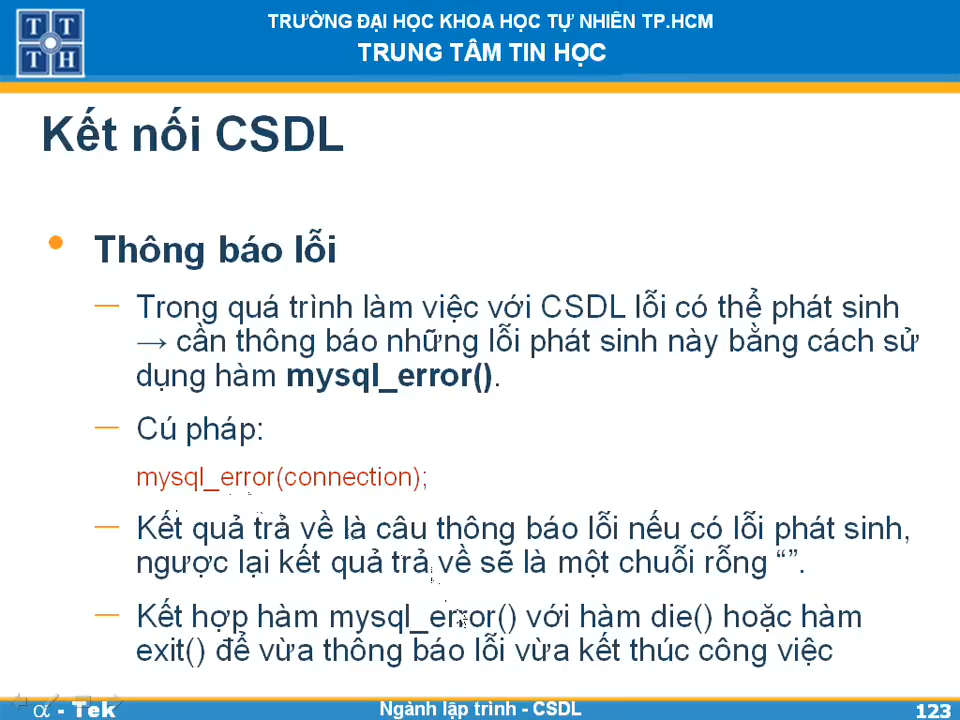 TRƯỜNG ĐẠI HỌC KHOA HỌC TỰ NHIÊN TP.HCM
TRUNG TÂM TIN HỌC
T T
T H
Kết nối CSDL
• Thông báo lỗi
– Trong quá trình làm việc với CSDL lỗi có thể phát sinh
→ cần thông báo những lỗi phát sinh này bằng cách sử
dụng hàm mysql_error().
– Cú pháp:
mysql_error(connection);
– Kết quả trả về là câu thông báo lỗi nếu có lỗi phát sinh,
ngược lại kết quả trả về sẽ là một chuỗi rỗng “”.
– Kết hợp hàm mysql_error() với hàm die() hoặc hàm
exit() để vừa thông báo lỗi vừa kết thúc công việc
α - Tek
Ngành lập trình - CSDL
123